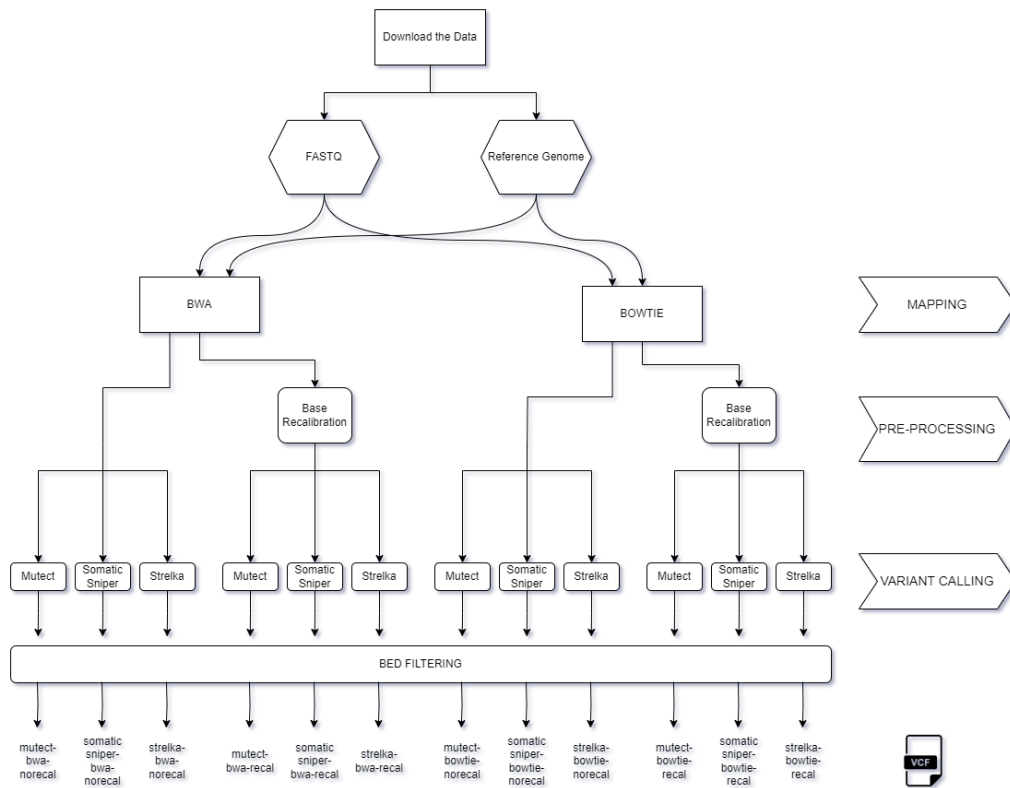 Download the Data
FASTQ
Reference Genome
BWA
BOWTIE
MAPPING
Base
Recalibration
Base
Recalibration
PRE-PROCESSING
Mutect
Somatic
Sniper
Strelka
Mutect
Somatic
Sniper
Strelka
Mutect
Somatic
Sniper
Strelka
Mutect
Somatic
Sniper
Strelka
VARIANT CALLING
BED FILTERING
mutect-
bwa-
norecal
somatic
sniper-
bwa-
norecal
strelka-
bwa-
norecal
mutect-
bwa-recal
somatic
sniper-
bwa-recal
strelka-
bwa-recal
mutect-
bowtie-
norecal
somatic
sniper-
bowtie-
norecal
strelka-
bowtie-
norecal
mutect-
bowtie-
recal
somatic
sniper-
bowtie-
recal
strelka-
bowtie-
recal
VCF